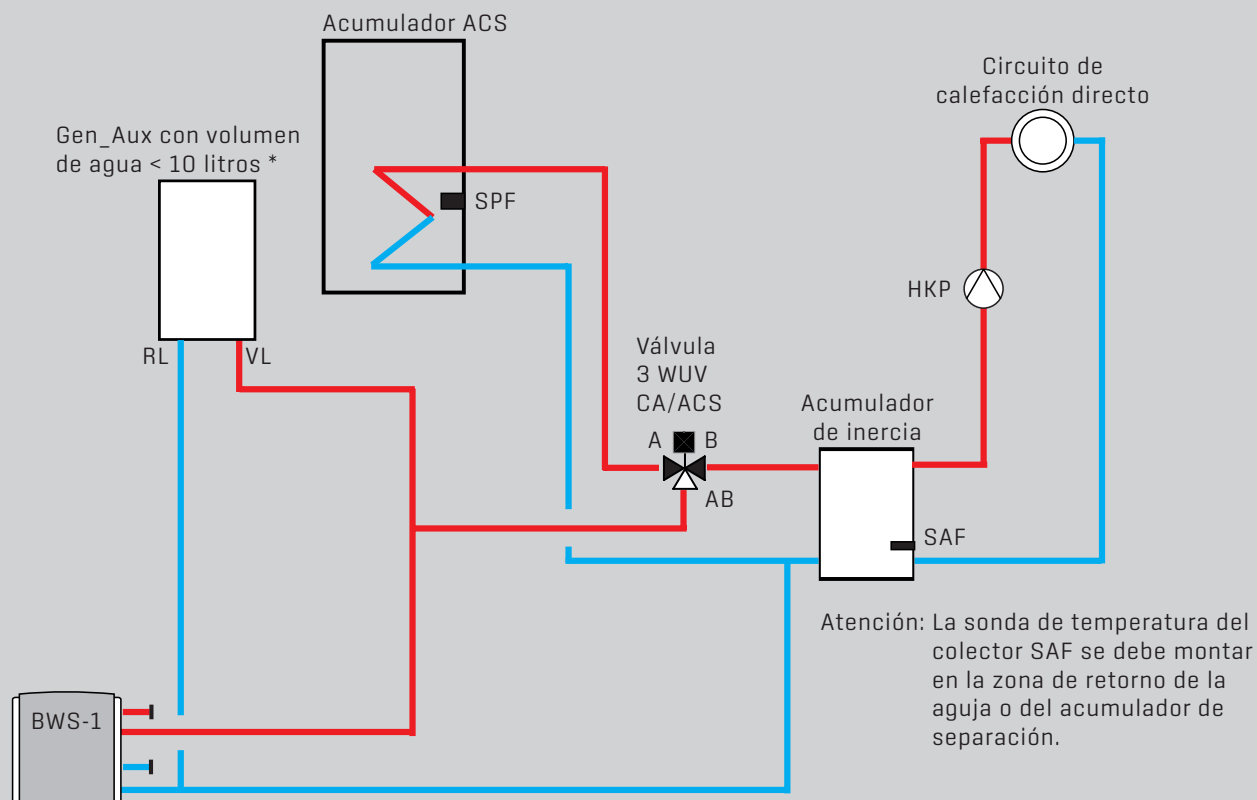 Acumulador ACS
Circuito de
calefacción directo
Gen_Aux con volumen
de agua < 10 litros *
SPF
HKP
RL
VL
Válvula
3 WUV
CA/ACS
A
B
AB
Acumulador
de inercia
SAF
Atención: La sonda de temperatura del
colector SAF se debe montar
en la zona de retorno de la
aguja o del acumulador de
separación.
BWS-1